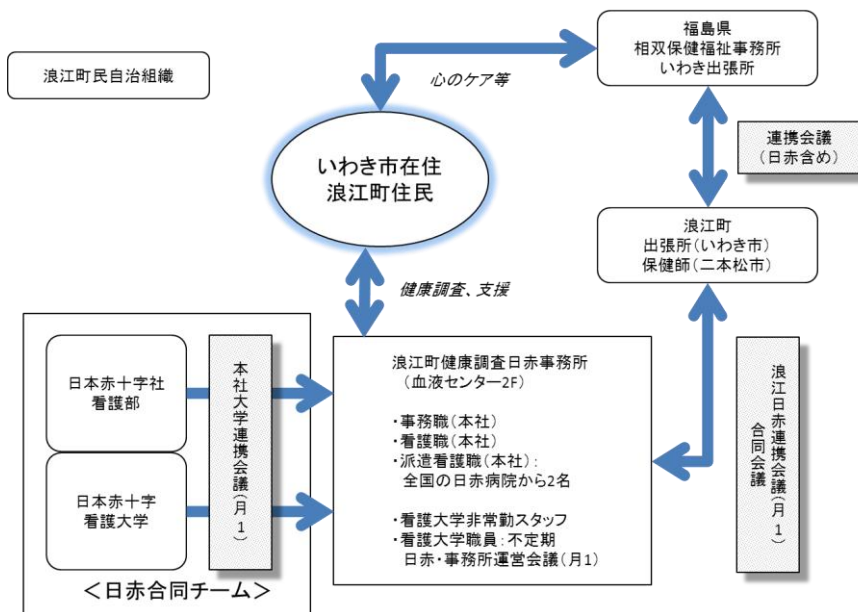 福島県
相双保健福祉事務所
いわき出張所
浪江町民自治組織
心のケア等
連携会議
(日赤含め)
いわき市在住
浪江町住民
浪江町
出張所(いわき市)
保健師(二本松市)
健康調査、支援
日本赤十字社
看護部
日本赤十字
看護大学
本社大学連携会議(月1)
<日赤合同チーム>
浪江町健康調査日赤事務所
(血液センター2F)
・事務職(本社)
・看護職(本社)
・派遣看護職(本社):
全国の日赤病院から2名
・看護大学非常勤スタッフ
・看護大学職員:不定期
日赤・事務所運営会議(月1)
浪江日赤連携会議(月1)
合同会議